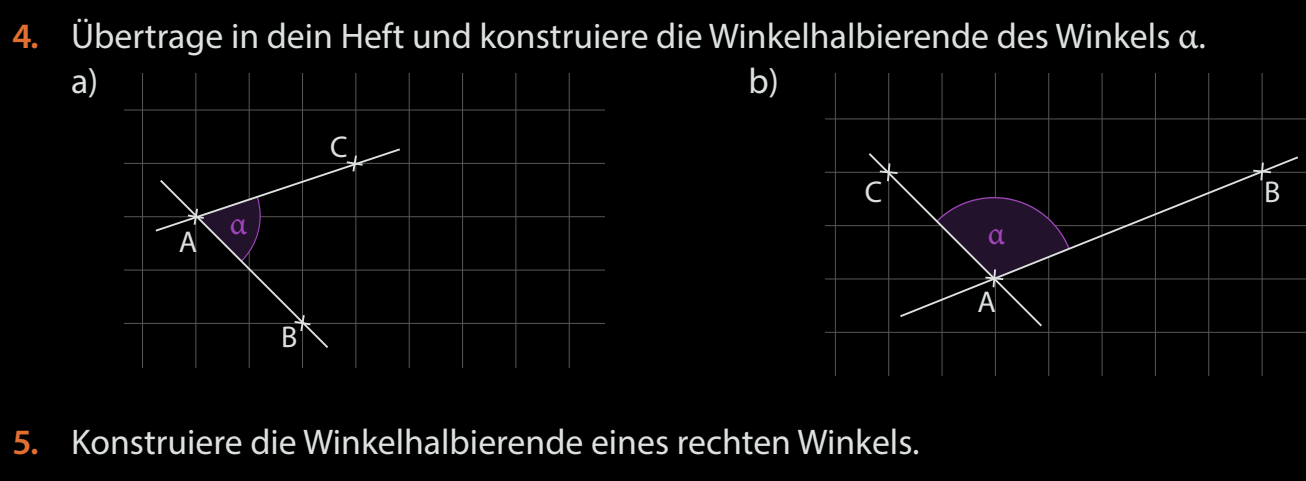 4. Übertrage in dein Heft und konstruiere die Winkelhalbierende des Winkels α.
a)
b)
C
α
A
B
C
B
α
A
5. Konstruiere die Winkelhalbierende eines rechten Winkels.